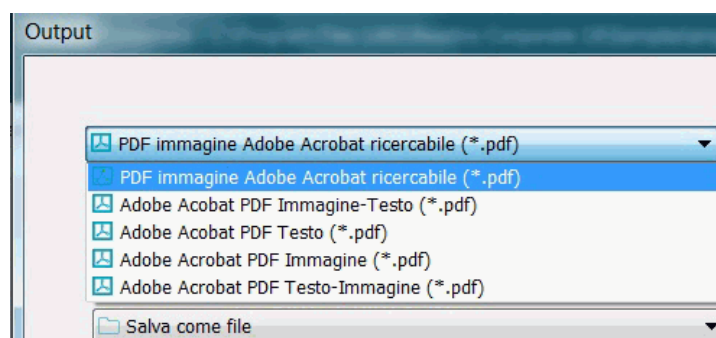 Output
PDF immagine Adobe Acrobat ricercabile (*.pdf)
PDF immagine Adobe Acrobat ricercabile (*.pdf)
Adobe Acobat PDF Immagine-Testo (*.pdf)
Adobe Acobat PDF Testo (*.pdf)
Adobe Acrobat PDF Immagine (*.pdf)
Adobe Acrobat PDF Testo-Immagine (*.pdf)
Salva come file